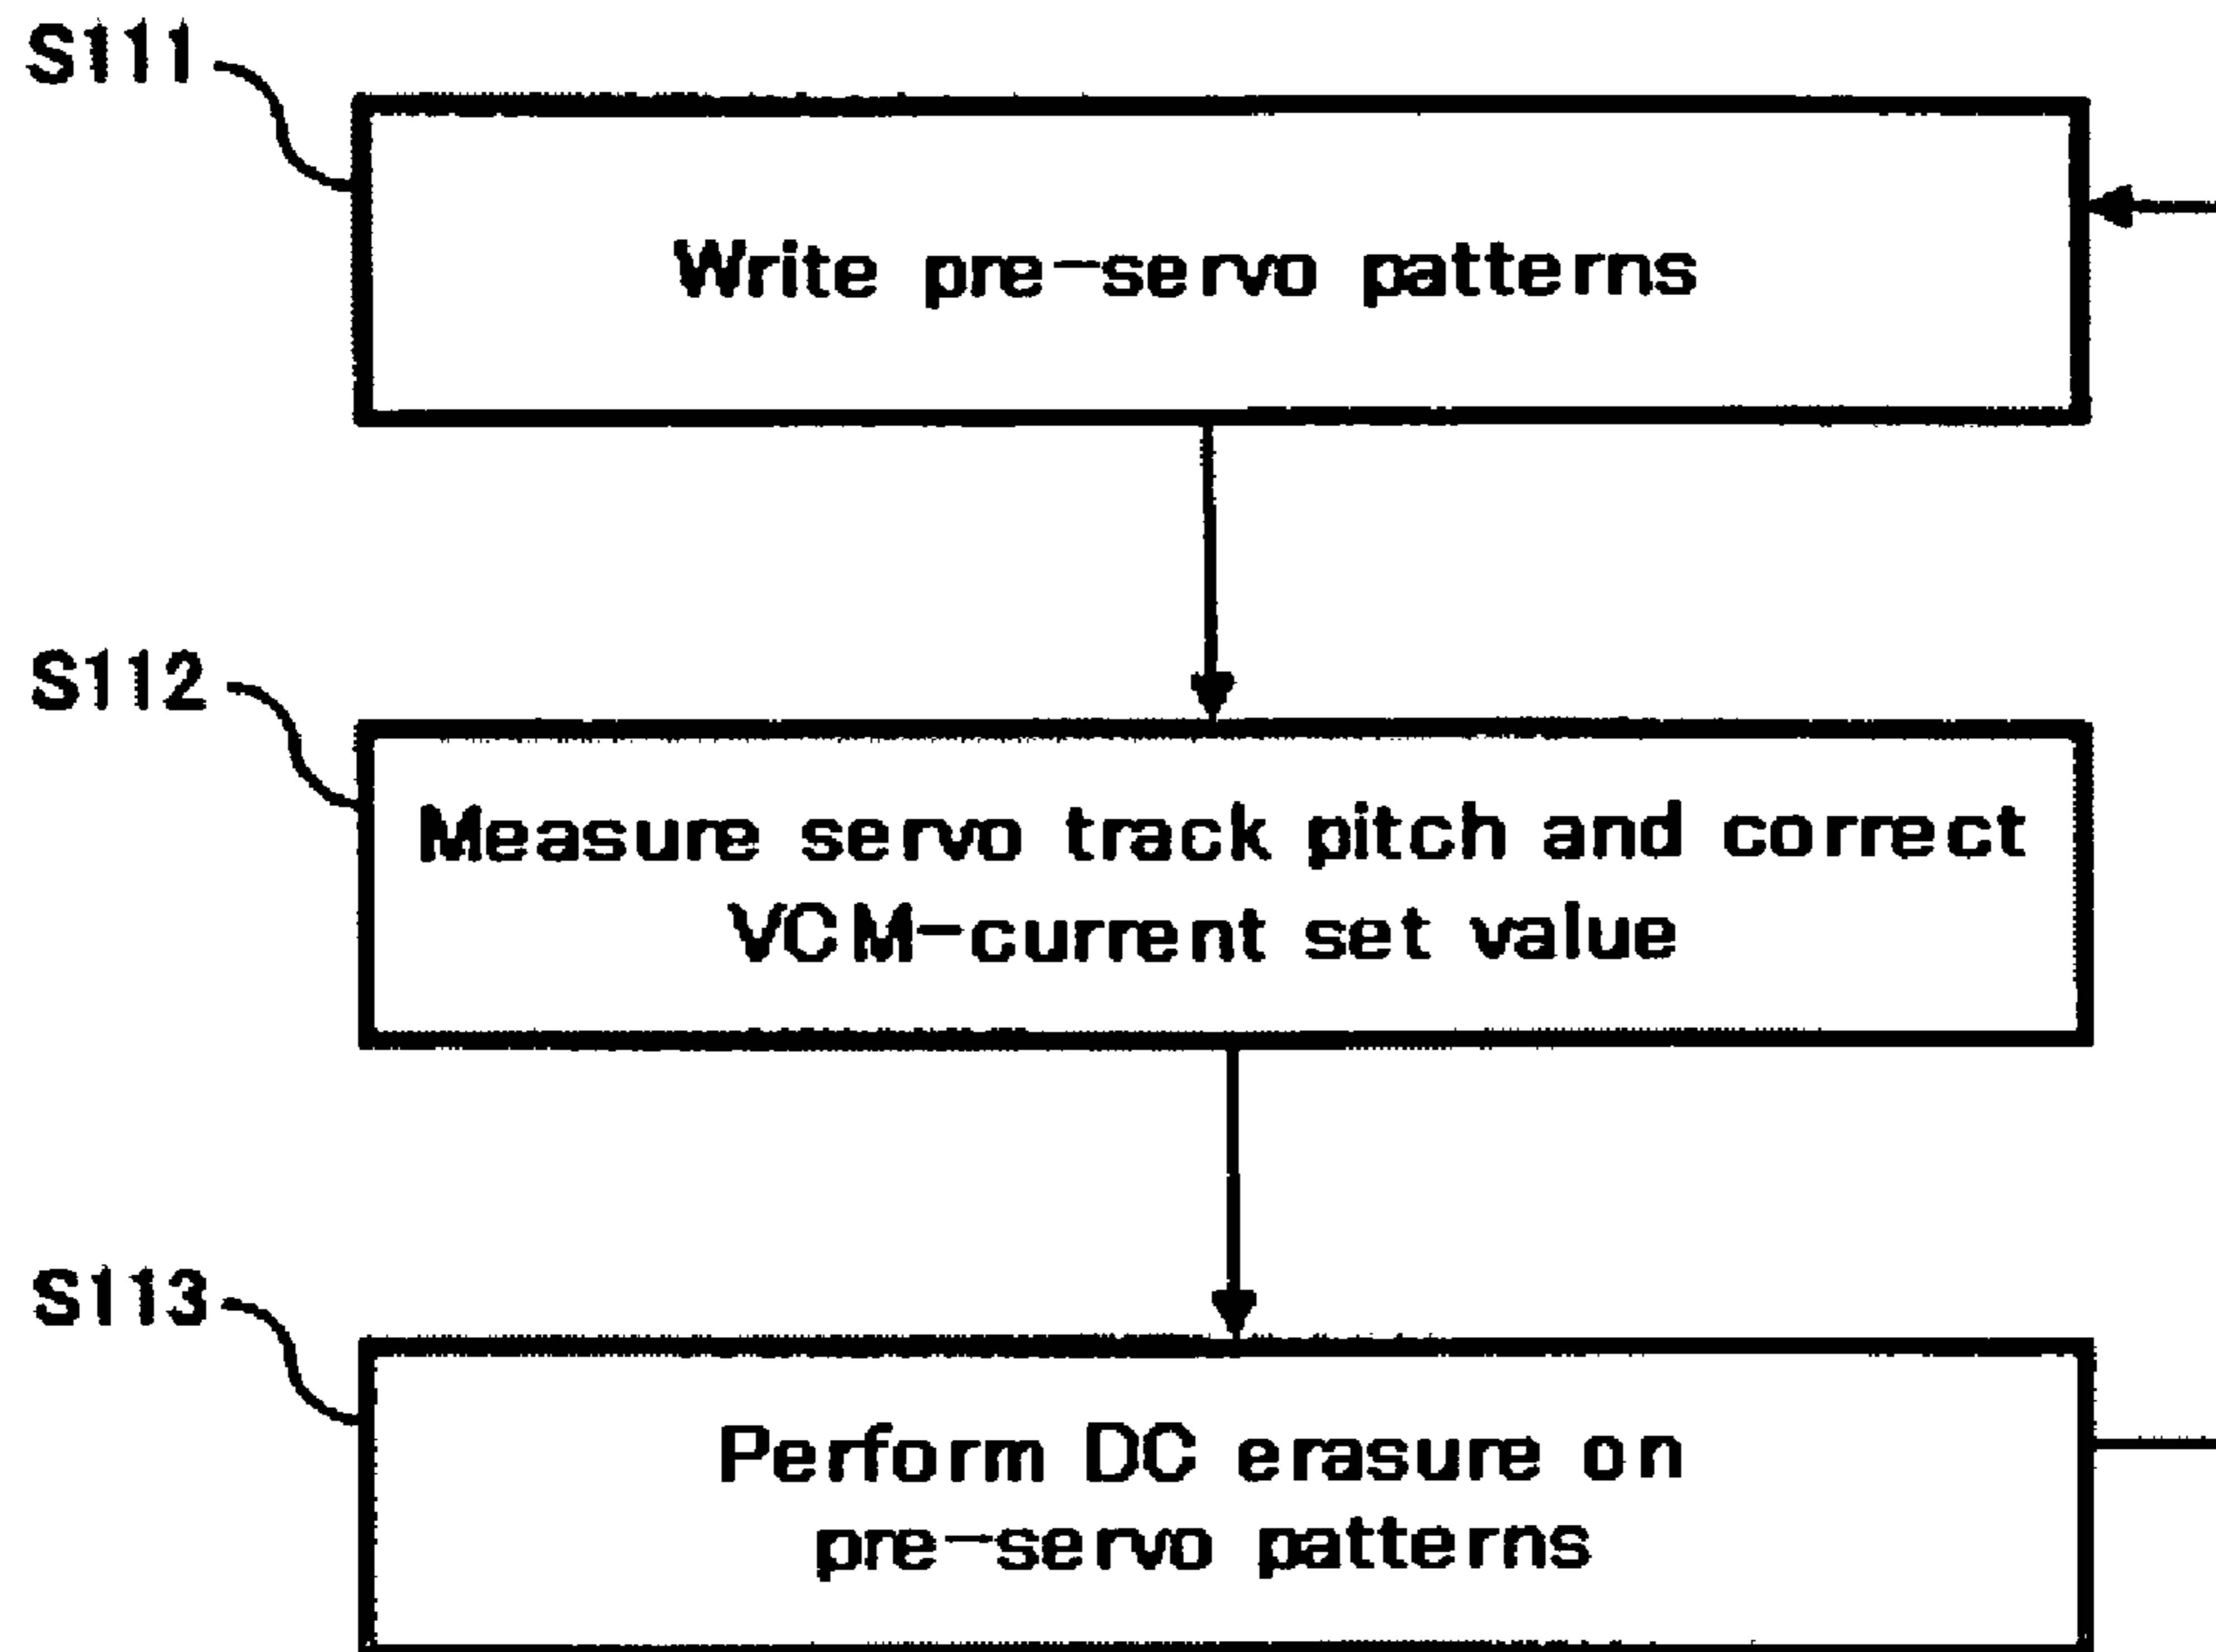 S111
Write pre-servo patterns
S112
Measure servo track pitch and correct
VCM-current set value
S113
Perform DC erasure on
pre-servo patterns